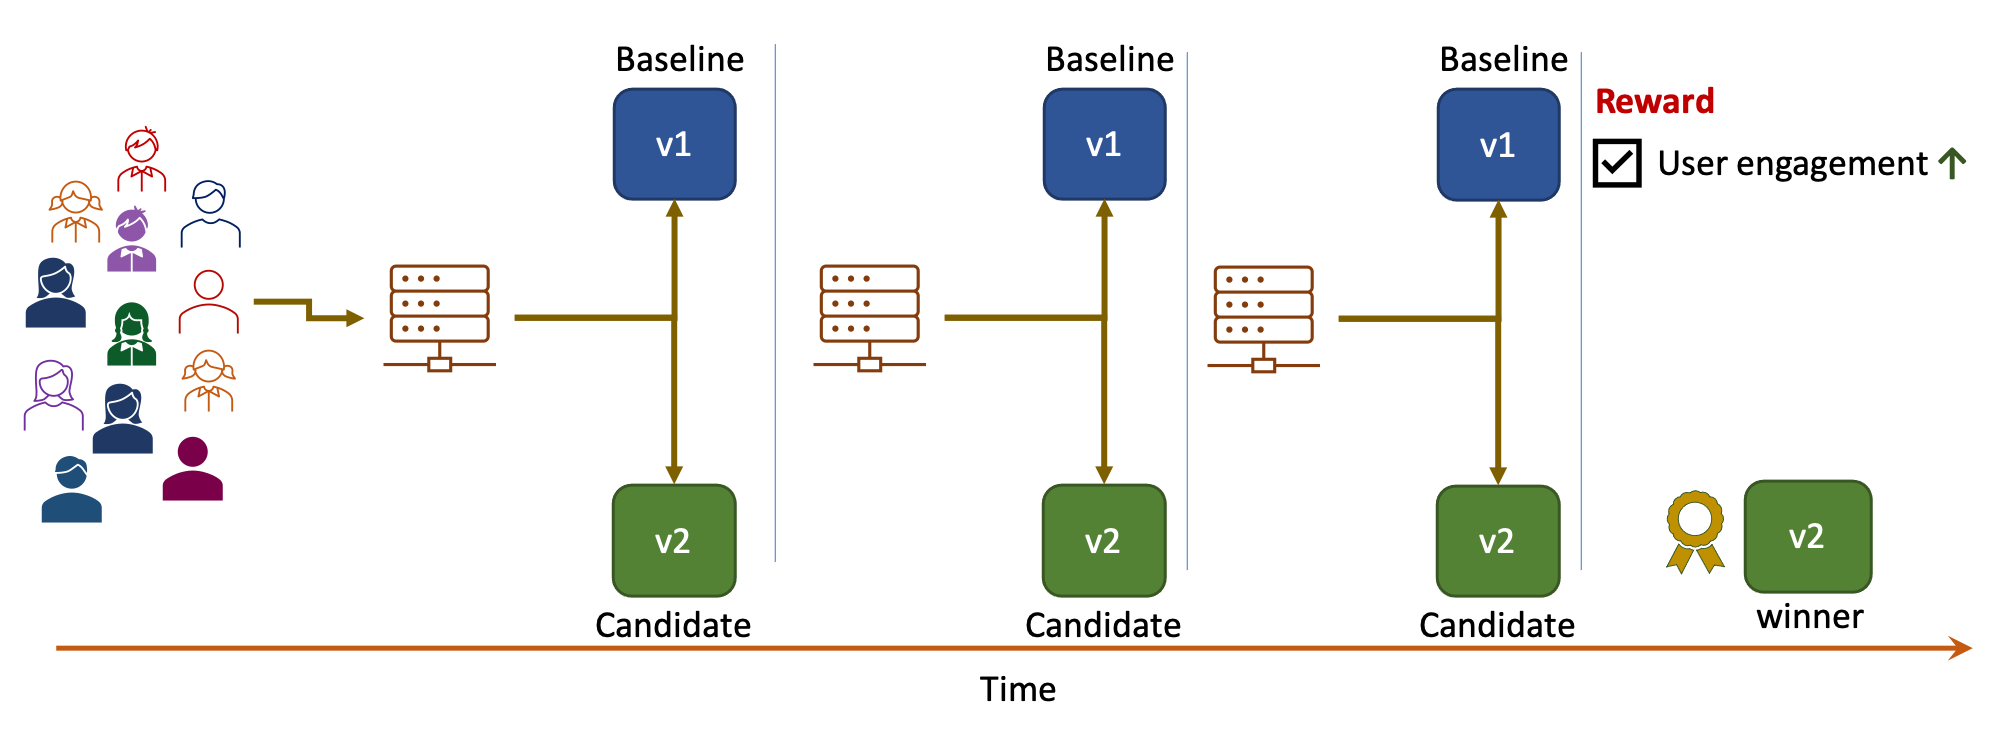 Baseline
v1
v2
Candidate
Baseline
v1
v2
Candidate
Baseline
v1
v2
Candidate
Reward
User engagement
v2
winner
Time